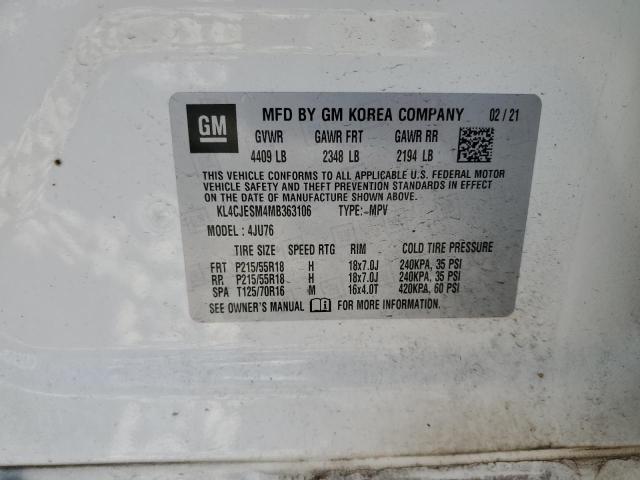 GM
MFD BY GM KOREA COMPANY 02 / 21
GVWR GAWR FRT GAWR RR
4409 LB 2348 LB 2194 LB
THIS VEHICLE CONFORMS TO ALL APPLICABLE U.S. FEDERAL MOTOR
VEHICLE SAFETY AND THEFT PREVENTION STANDARDS IN EFFECT
ON THE DATE OF MANUFACTURE SHOWN ABOVE.
KL4CJESM4MB363106 TYPE: MPV
MODEL : 4JU76
TIRE SIZE SPEED RTG RIM COLD TIRE PRESSURE
FRT P215/55R18 H 18x7.0J 240KPA, 35 PSI
RR P215/55R18 H 18x7.0J 240KPA, 35 PSI
SPA T125/70R16 M 16x4.0T 420KPA, 60 PSI
SEE OWNER'S MANUAL FOR MORE INFORMATION.